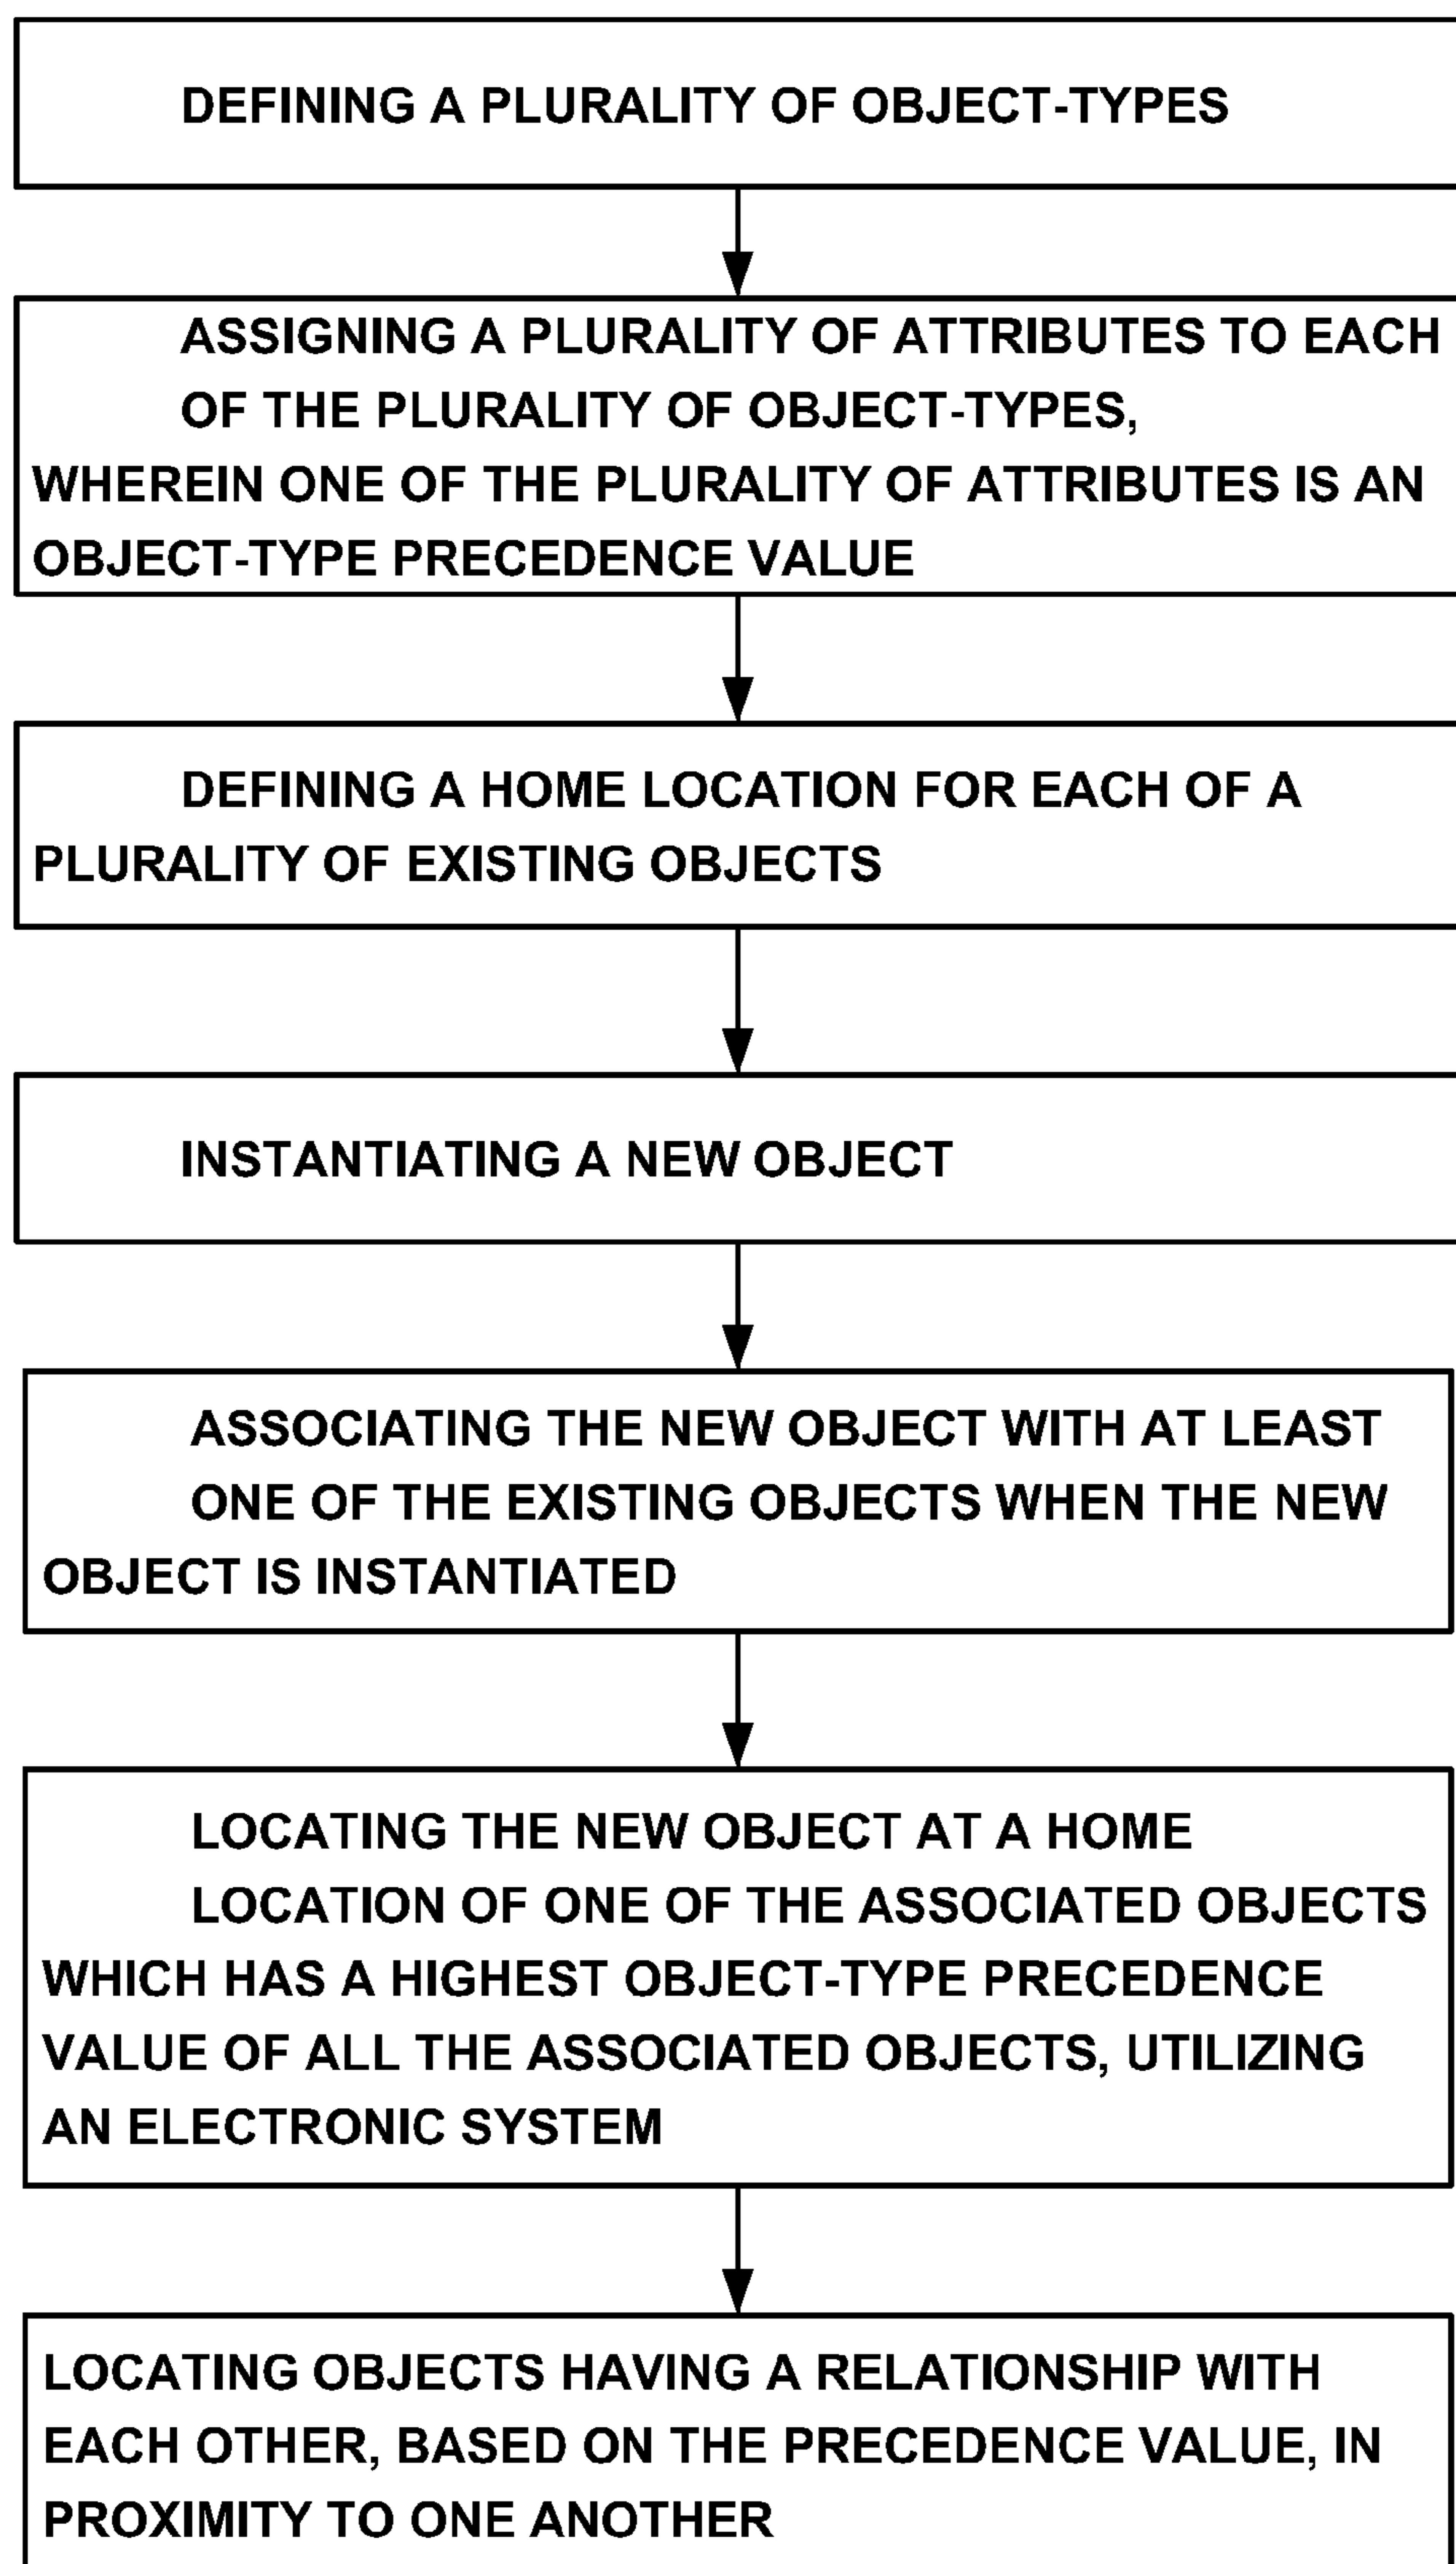 DEFINING A PLURALITY OF OBJECT-TYPES
ASSIGNING A PLURALITY OF ATTRIBUTES TO EACH
OF THE PLURALITY OF OBJECT-TYPES,
WHEREIN ONE OF THE PLURALITY OF ATTRIBUTES IS AN
OBJECT-TYPE PRECEDENCE VALUE
DEFINING A HOME LOCATION FOR EACH OF A
PLURALITY OF EXISTING OBJECTS
INSTANTIATING A NEW OBJECT
ASSOCIATING THE NEW OBJECT WITH AT LEAST
ONE OF THE EXISTING OBJECTS WHEN THE NEW
OBJECT IS INSTANTIATED
LOCATING THE NEW OBJECT AT A HOME
LOCATION OF ONE OF THE ASSOCIATED OBJECTS
WHICH HAS A HIGHEST OBJECT-TYPE PRECEDENCE
VALUE OF ALL THE ASSOCIATED OBJECTS, UTILIZING
AN ELECTRONIC SYSTEM
LOCATING OBJECTS HAVING A RELATIONSHIP WITH
EACH OTHER, BASED ON THE PRECEDENCE VALUE, IN
PROXIMITY TO ONE ANOTHER